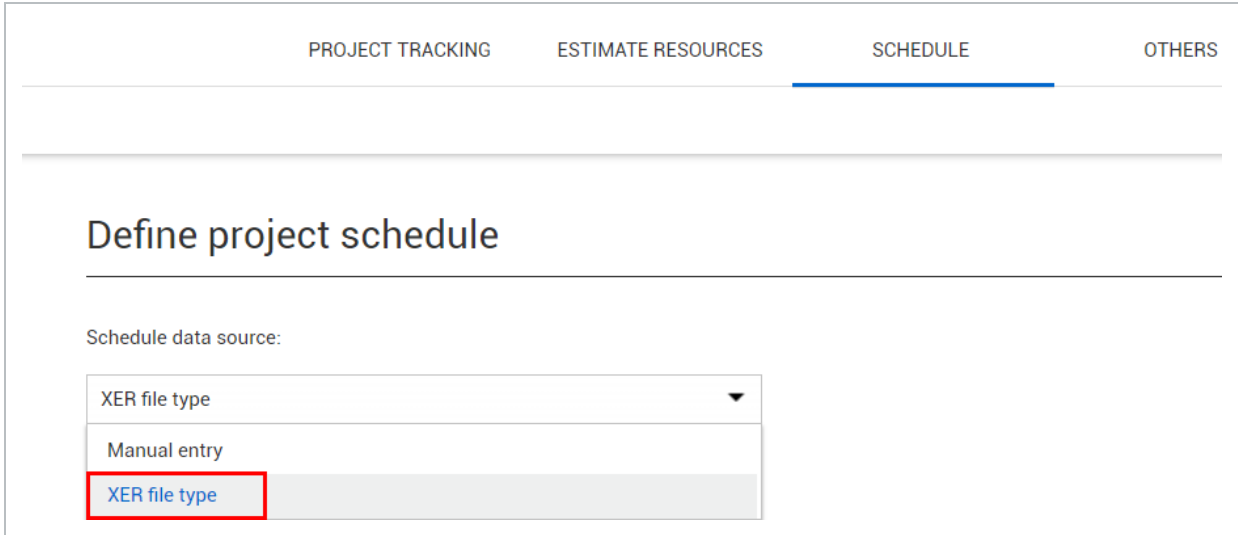 PROJECT TRACKING ESTIMATE RESOURCES SCHEDULE OTHERS
Define project schedule
Schedule data source:
XER file type
Manual entry
XER file type